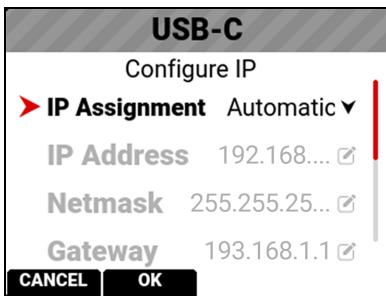 USB-C
Configure IP
IP Assignment Automatic
IP Address 192.168....
Netmask 255.255.25...
Gateway 193.168.1.1
CANCEL OK